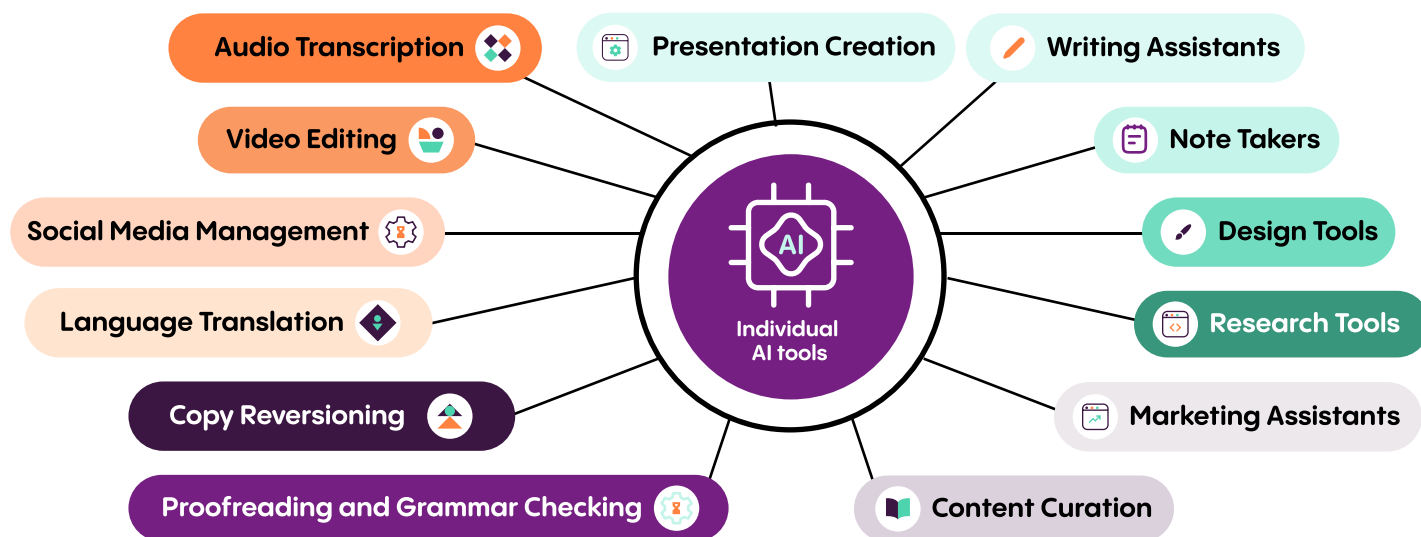 Audio Transcription
Presentation Creation
Writing Assistants
Video Editing
Note Takers
Social Media Management
Design Tools
AI
Language Translation
Research Tools
Individual
AI tools
Copy Reversioning
Marketing Assistants
Proofreading and Grammar Checking
Content Curation